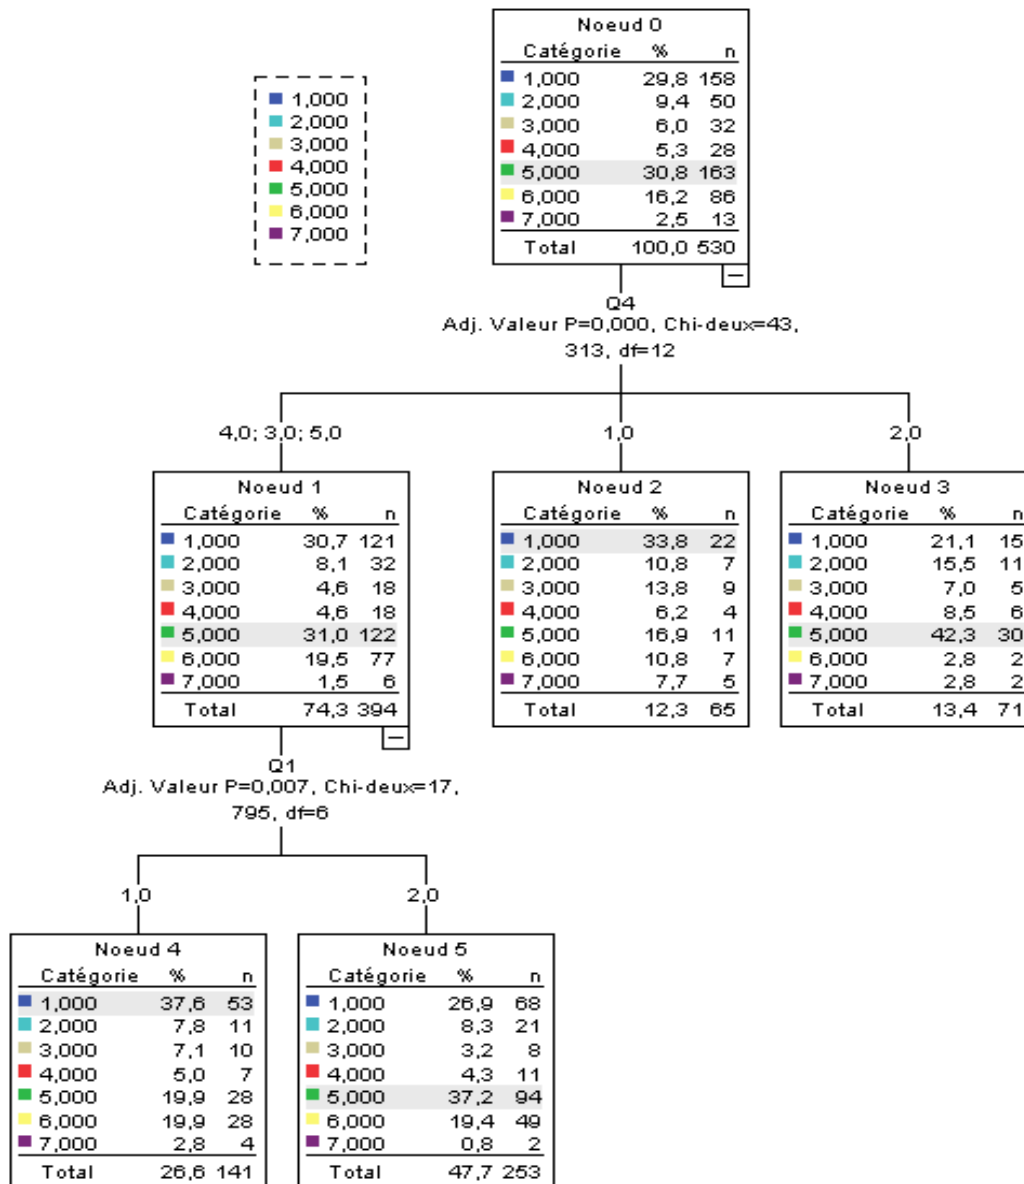 Noeud 0
Catégorie % n
1,000 29,8 158
2,000 9,4 50
3,000 6,0 32
4,000 5,3 28
5,000 30,8 163
6,000 16,2 86
7,000 2,5 13
Total 100,0 530
1,000
2,000
3,000
4,000
5,000
6,000
7,000
Q4
Adj. Valeur P=0,000, Chi-deux=43,
313, df=12
4,0; 3,0; 5,0
1,0
2,0
Noeud 1
Catégorie % n
1,000 30,7 121
2,000 8,1 32
3,000 4,6 18
4,000 4,6 18
5,000 31,0 122
6,000 19,5 77
7,000 1,5 6
Total 74,3 394
Noeud 2
Catégorie % n
1,000 33,8 22
2,000 10,8 7
3,000 13,8 9
4,000 6,2 4
5,000 16,9 11
6,000 10,8 7
7,000 7,7 5
Total 12,3 65
Noeud 3
Catégorie % n
1,000 21,1 15
2,000 15,5 11
3,000 7,0 5
4,000 8,5 6
5,000 42,3 30
6,000 2,8 2
7,000 2,8 2
Total 13,4 71
Q1
Adj. Valeur P=0,007, Chi-deux=17,
795, df=6
1,0
2,0
Noeud 4
Catégorie % n
1,000 37,6 53
2,000 7,8 11
3,000 7,1 10
4,000 5,0 7
5,000 19,9 28
6,000 19,9 28
7,000 2,8 4
Total 26,6 141
Noeud 5
Catégorie % n
1,000 26,9 68
2,000 8,3 21
3,000 3,2 8
4,000 4,3 11
5,000 37,2 94
6,000 19,4 49
7,000 0,8 2
Total 47,7 253